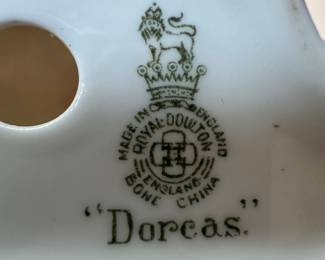 MADE IN ENGLAND
ROYAL·DOULTON
ENGLAND
BONE CHINA
"Dorcas."